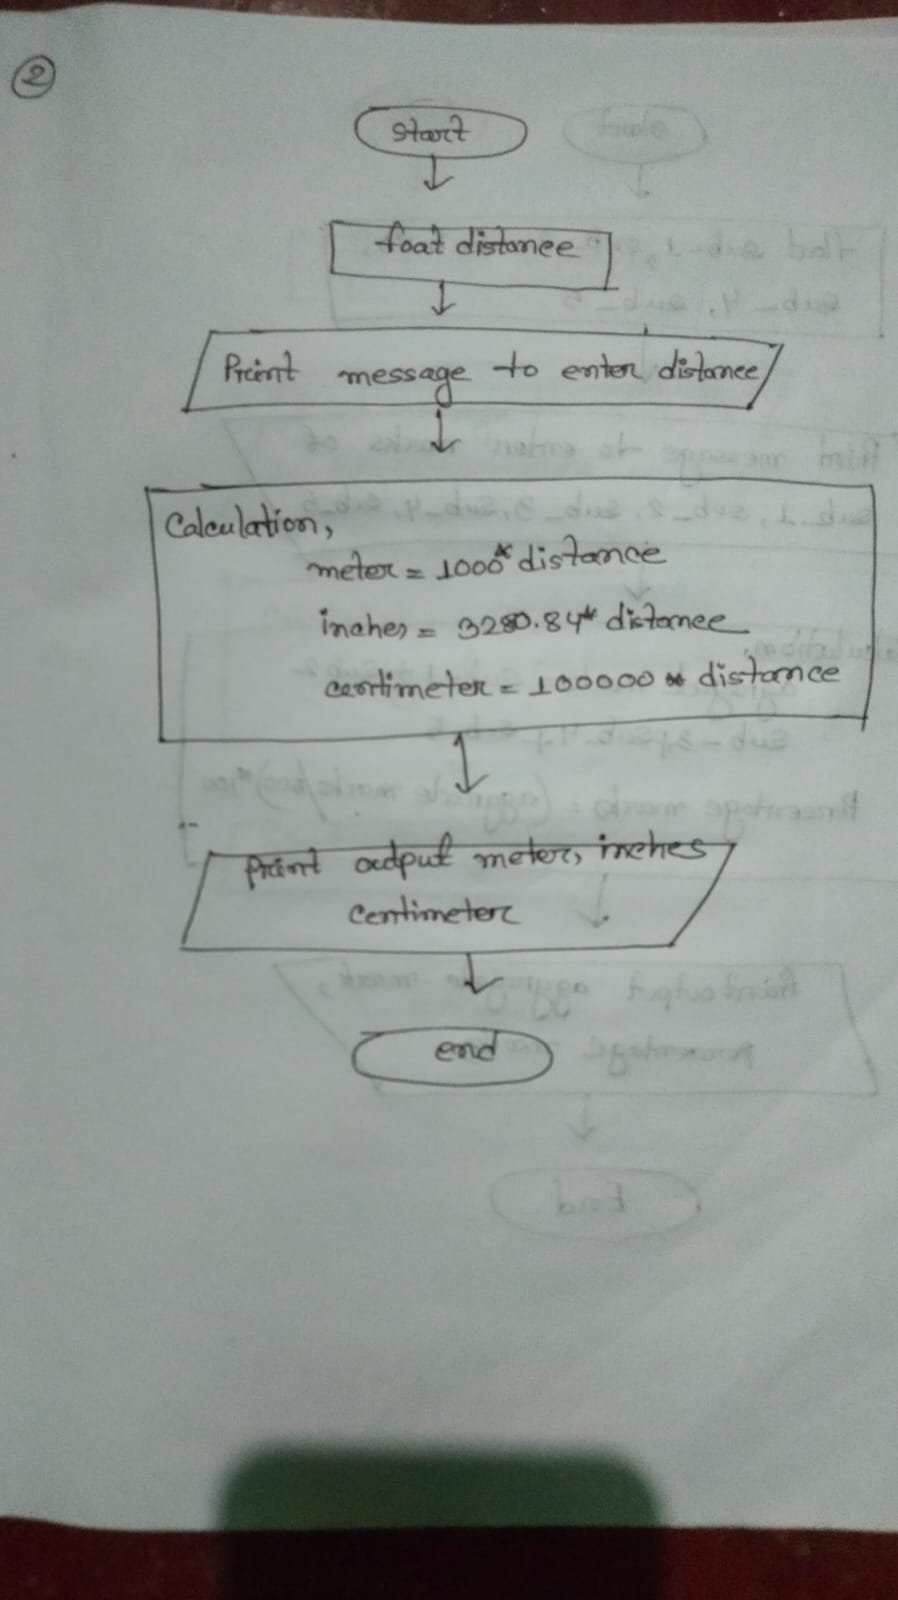 2
Start
foat distance
Print message to enter distance
Calculation,
meter = 1000 * distance
inches = 3280.84 * distance
centimeter = 100000 * distance
Print output meter, inches
Centimeter
end